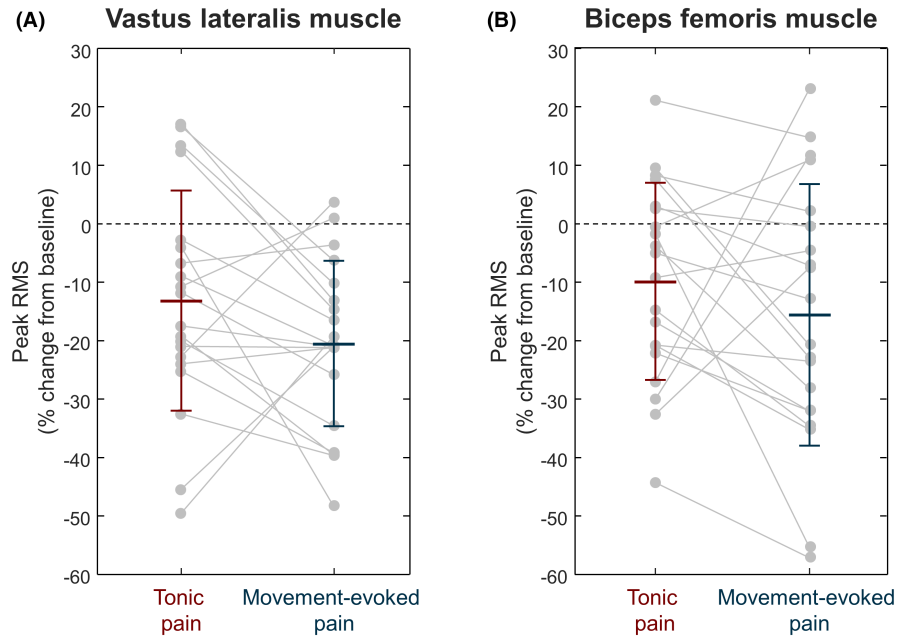 (A) Vastus lateralis muscle
30
20
10
0
-10
-20
-30
-40
-50
-60
Peak RMS
(% change from baseline)
Tonic
pain
Movement-evoked
pain
(B) Biceps femoris muscle
30
20
10
0
-10
-20
-30
-40
-50
-60
Peak RMS
(% change from baseline)
Tonic
pain
Movement-evoked
pain